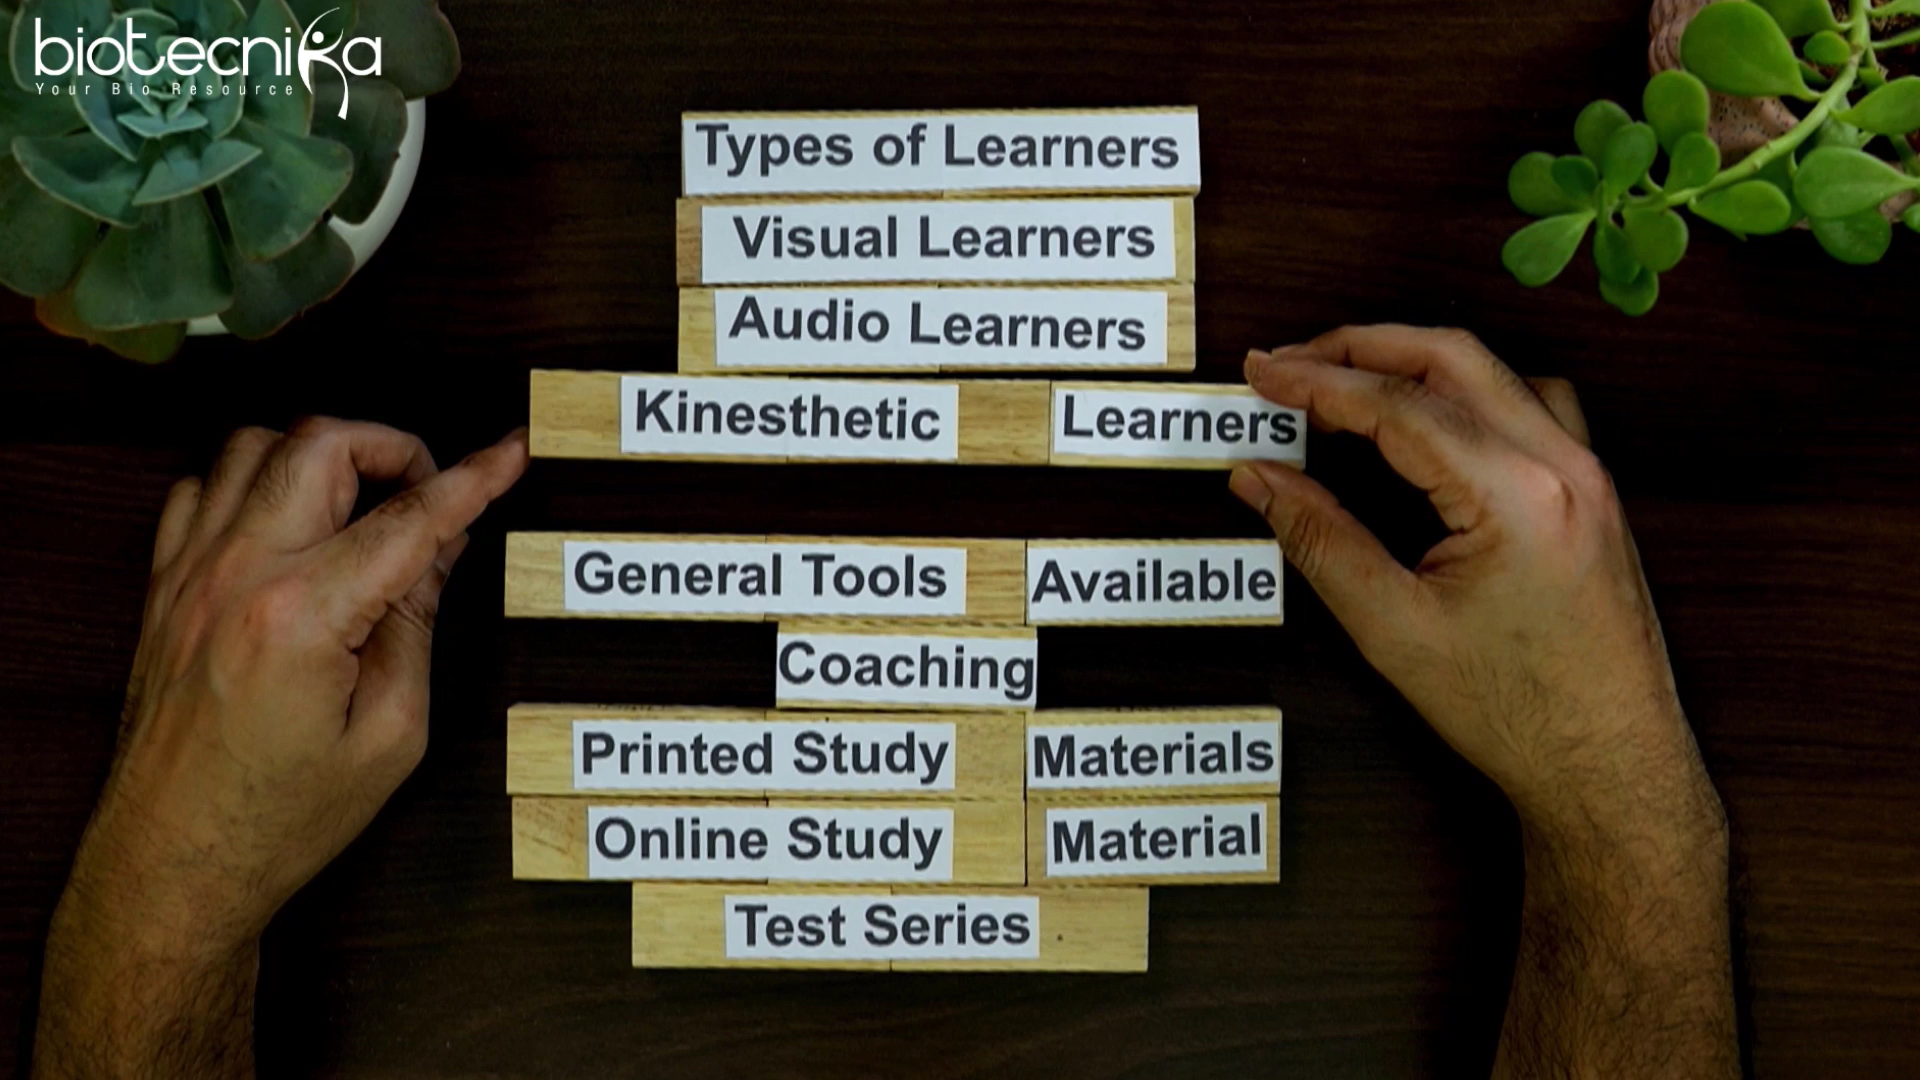 biotecnika
Your Bio Resource
Types of Learners
Visual Learners
Audio Learners
Kinesthetic Learners
General Tools Available
Coaching
Printed Study Materials
Online Study Material
Test Series